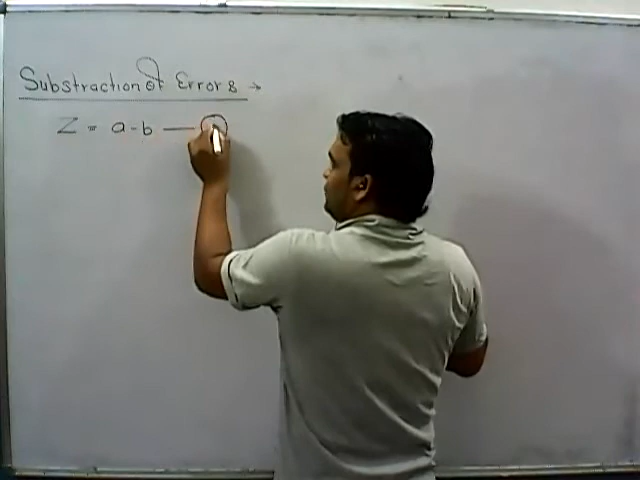 Substraction of Errors →
Z = a - b —